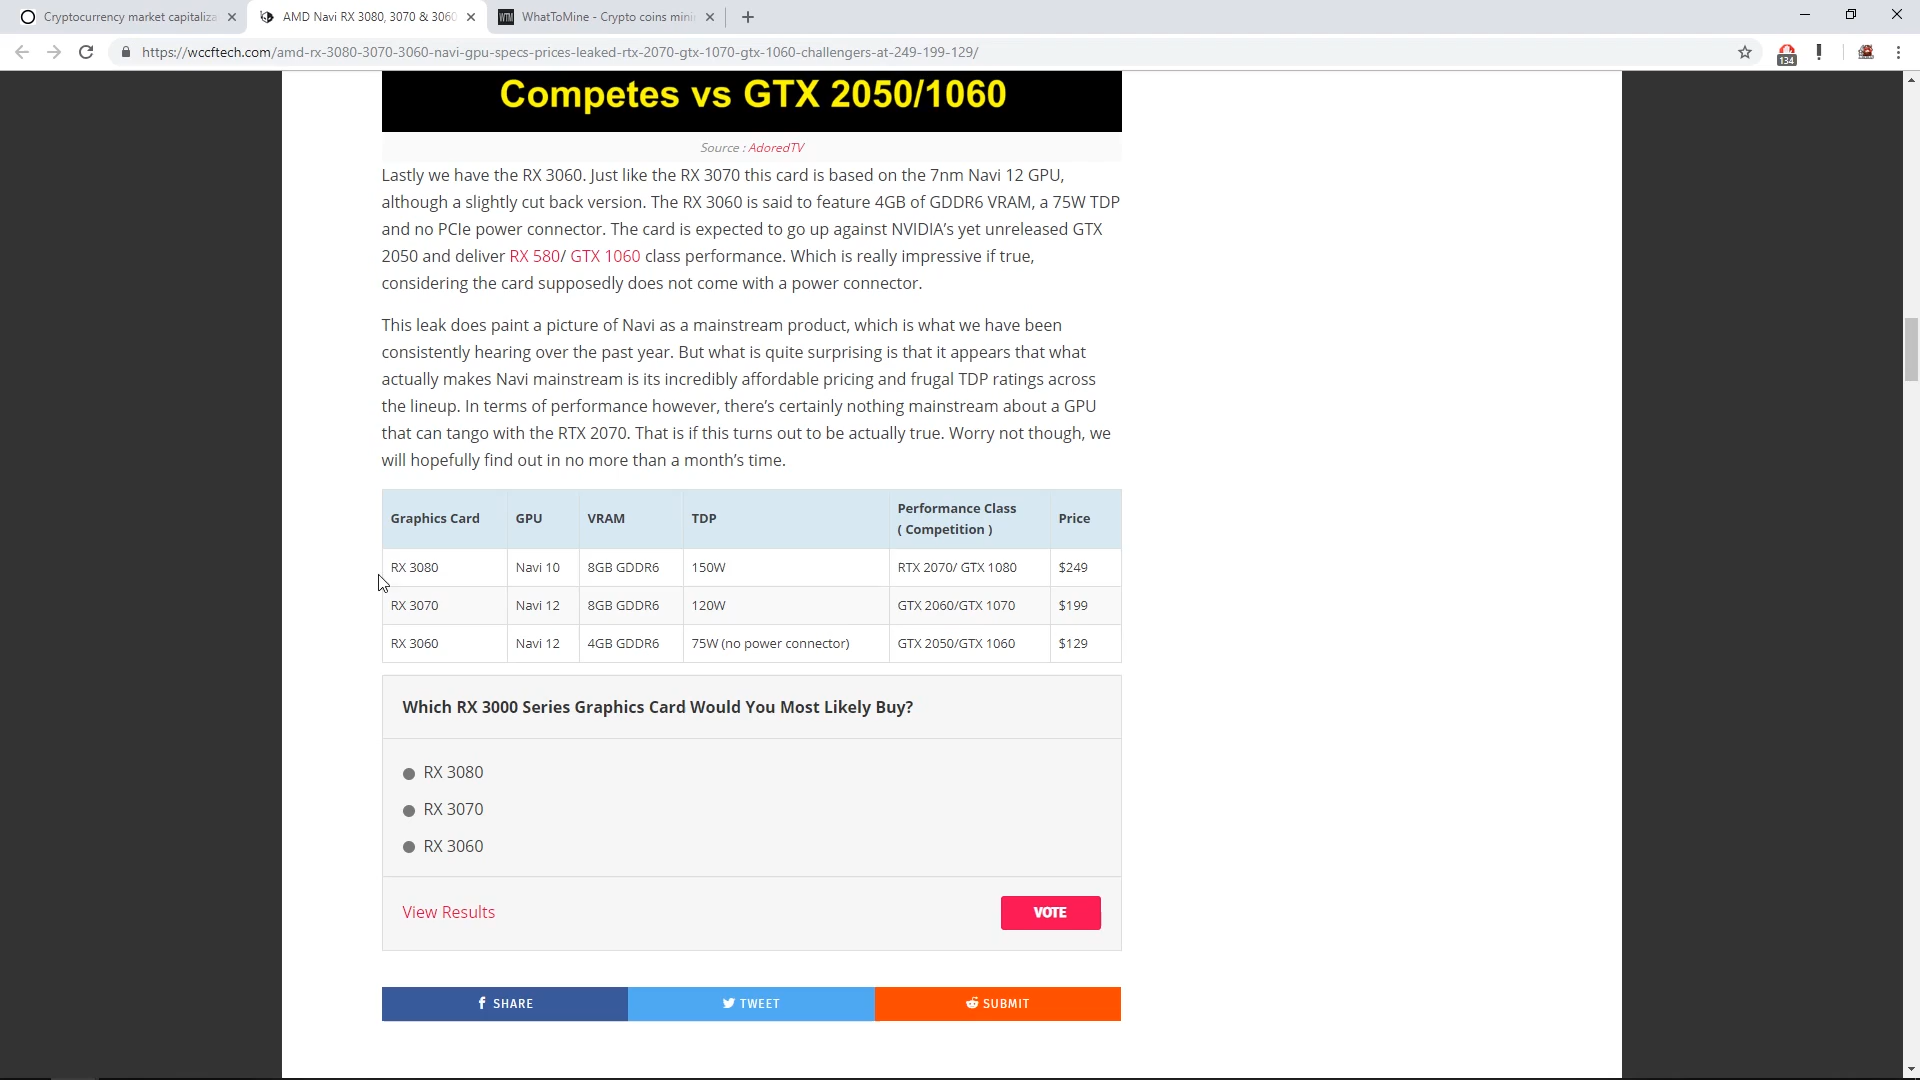 Cryptocurrency market capitaliza
AMD Navi RX 3080, 3070 & 3060
WTM WhatToMine - Crypto coins mini
https://wccftech.com/amd-rx-3080-3070-3060-navi-gpu-specs-prices-leaked-rtx-2070-gtx-1070-gtx-1060-challengers-at-249-199-129/
134
Competes vs GTX 2050/1060
Source : AdoredTV
Lastly we have the RX 3060. Just like the RX 3070 this card is based on the 7nm Navi 12 GPU,
although a slightly cut back version. The RX 3060 is said to feature 4GB of GDDR6 VRAM, a 75W TDP
and no PCIe power connector. The card is expected to go up against NVIDIA’s yet unreleased GTX
2050 and deliver RX 580/ GTX 1060 class performance. Which is really impressive if true,
considering the card supposedly does not come with a power connector.
This leak does paint a picture of Navi as a mainstream product, which is what we have been
consistently hearing over the past year. But what is quite surprising is that it appears that what
actually makes Navi mainstream is its incredibly affordable pricing and frugal TDP ratings across
the lineup. In terms of performance however, there’s certainly nothing mainstream about a GPU
that can tango with the RTX 2070. That is if this turns out to be actually true. Worry not though, we
will hopefully find out in no more than a month’s time.
Graphics Card GPU VRAM TDP Performance Class ( Competition ) Price
RX 3080 Navi 10 8GB GDDR6 150W RTX 2070/ GTX 1080 $249
RX 3070 Navi 12 8GB GDDR6 120W GTX 2060/GTX 1070 $199
RX 3060 Navi 12 4GB GDDR6 75W (no power connector) GTX 2050/GTX 1060 $129
Which RX 3000 Series Graphics Card Would You Most Likely Buy?
RX 3080
RX 3070
RX 3060
View Results VOTE
SHARE TWEET SUBMIT